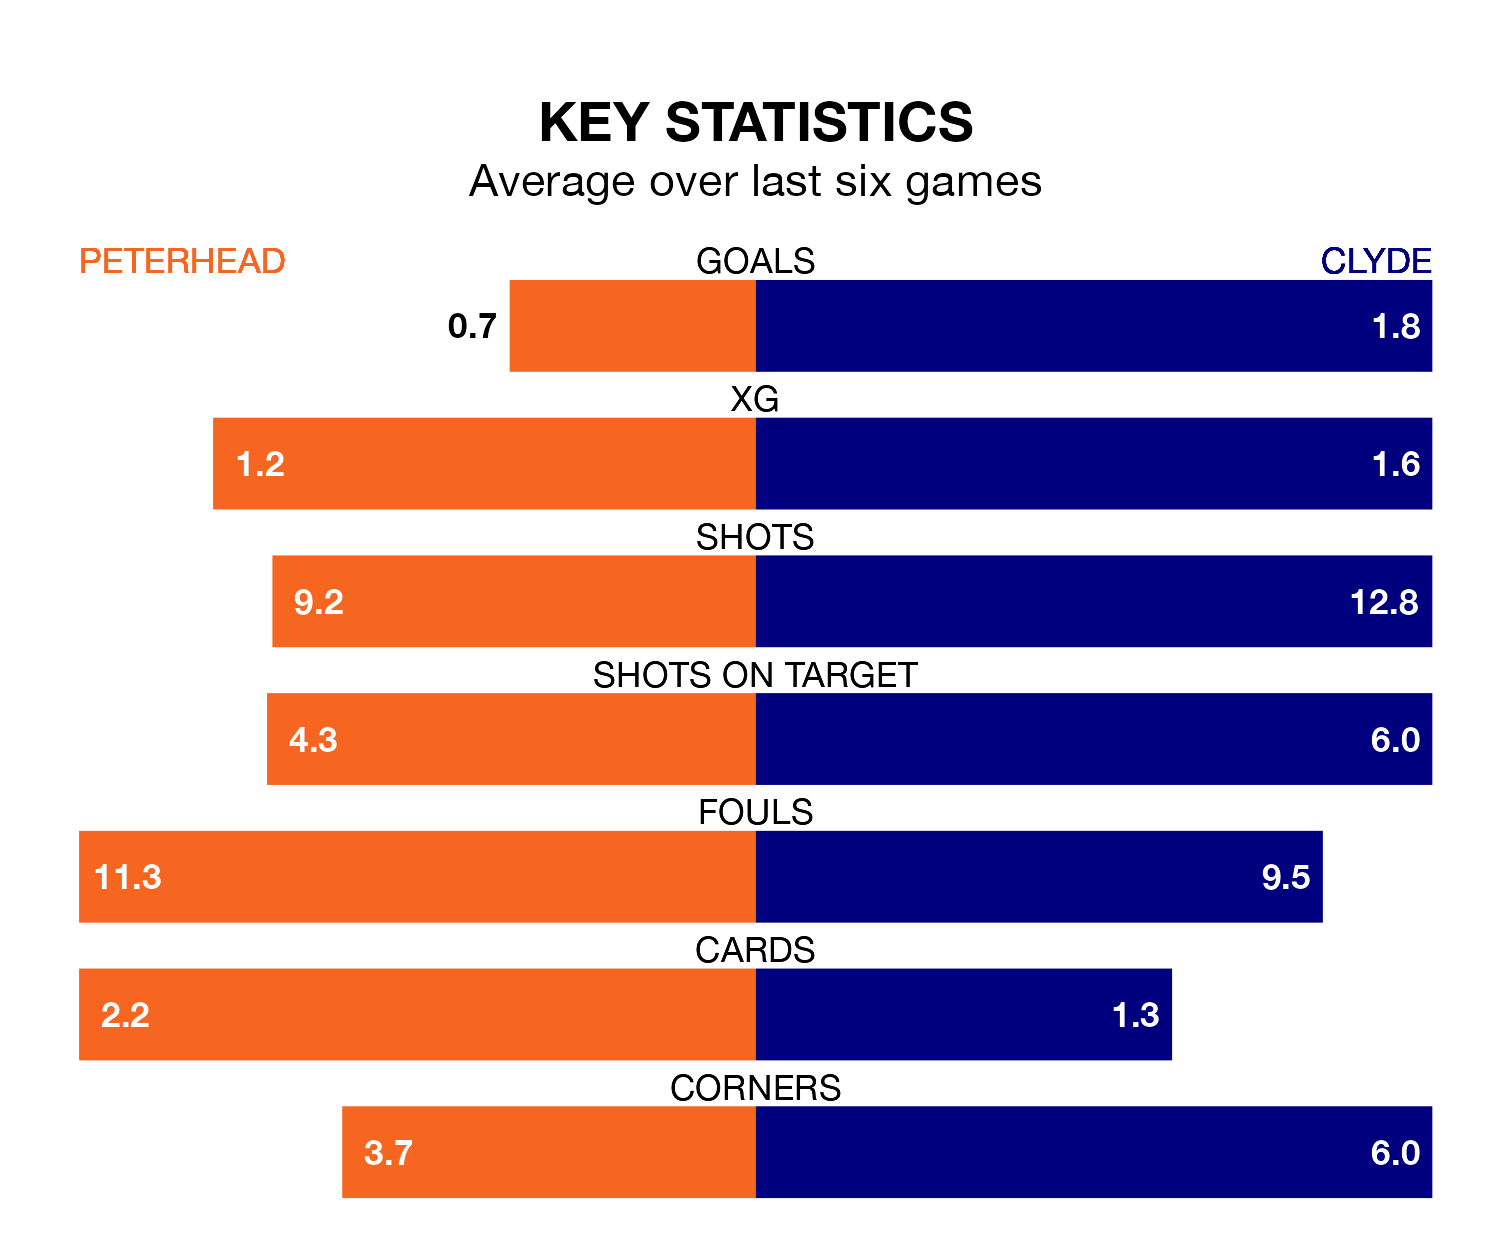 KEY STATISTICS
Average over last six games
PETERHEAD GOALS CLYDE
0.7 1.8
XG
1.2 1.6
SHOTS
9.2 12.8
SHOTS ON TARGET
4.3 6.0
FOULS
11.3 9.5
CARDS
2.2 1.3
CORNERS
3.7 6.0